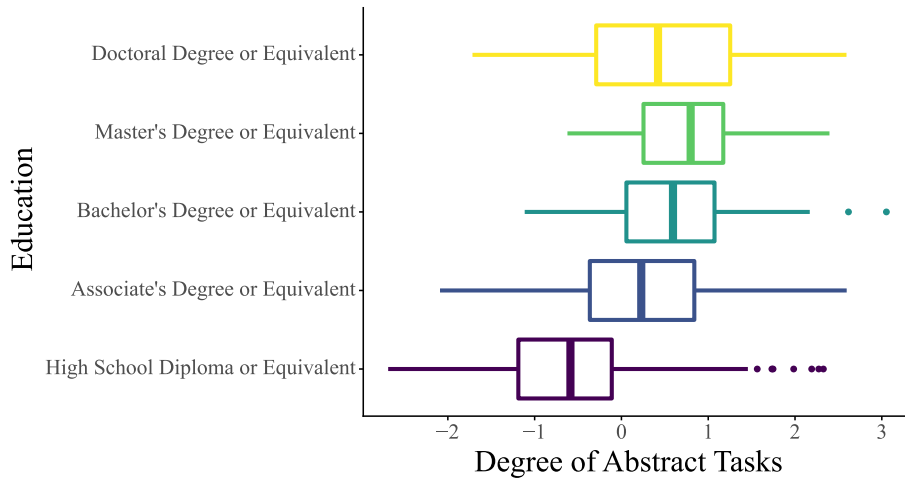 Education
Doctoral Degree or Equivalent
Master's Degree or Equivalent
Bachelor's Degree or Equivalent
Associate's Degree or Equivalent
High School Diploma or Equivalent
−2 −1 0 1 2 3
Degree of Abstract Tasks